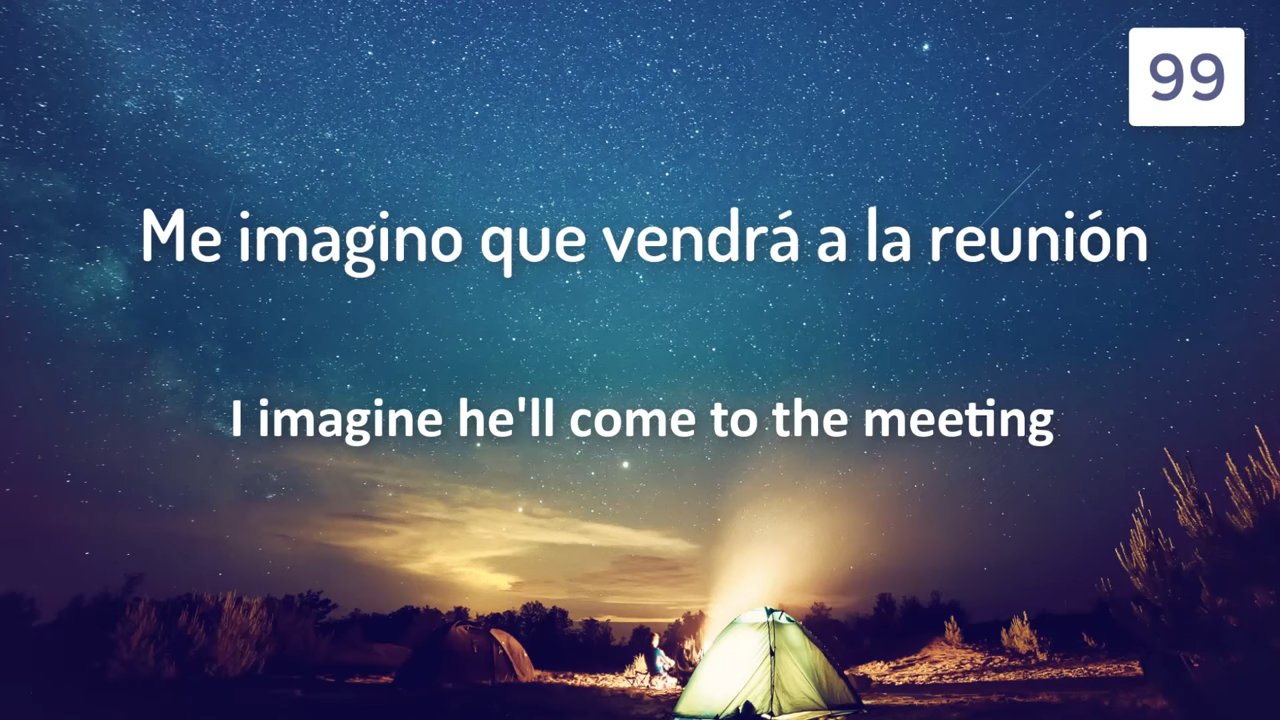 99
Me imagino que vendrá a la reunión
I imagine he'll come to the meeting